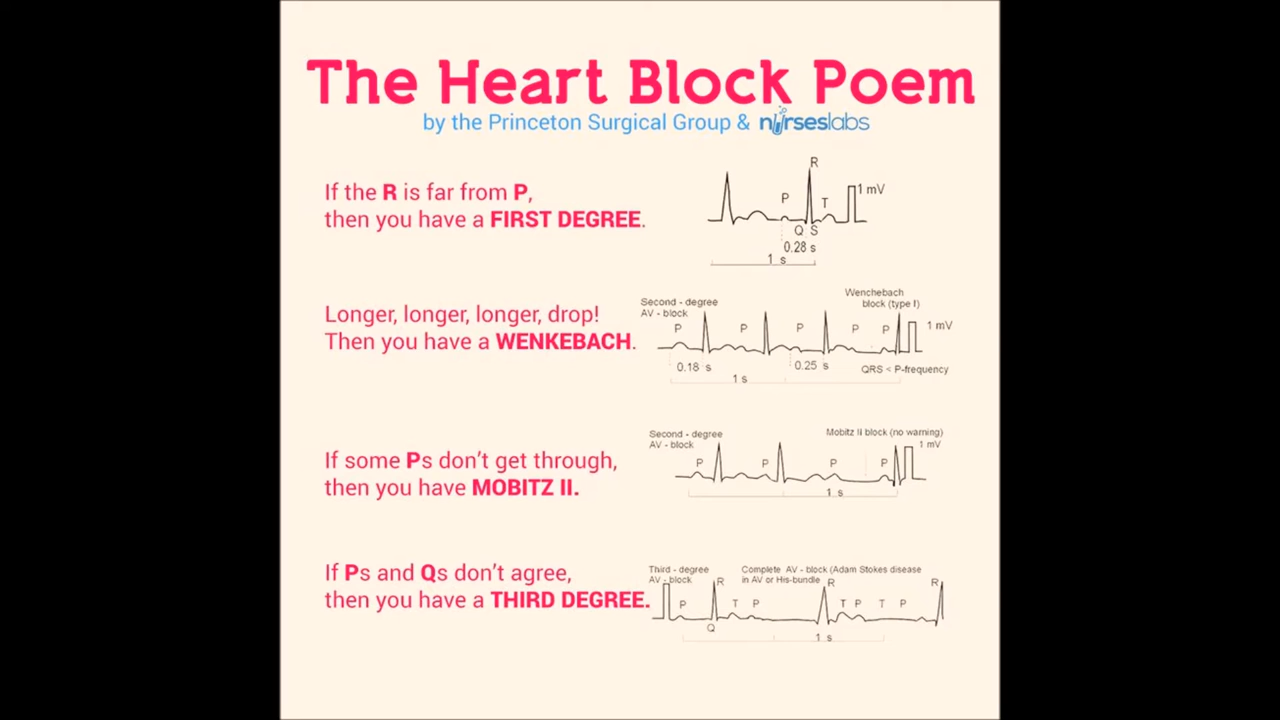 The Heart Block Poem
by the Princeton Surgical Group & nurseslabs
If the R is far from P,
then you have a FIRST DEGREE.
R
P
T
1 mV
Q S
0.28 s
1 s
Longer, longer, longer, drop!
Then you have a WENKEBACH.
Second - degree
AV - block
Wenchebach
block (type I)
P P P P P
1 mV
0.18 s
0.25 s
QRS < P-frequency
1 s
If some Ps don't get through,
then you have MOBITZ II.
Second - degree
AV - block
Mobitz II block (no warning)
1 mV
P P P P
1 s
If Ps and Qs don't agree,
then you have a THIRD DEGREE.
Third - degree
AV - block
Complete AV - block (Adam Stokes disease
in AV or His-bundle
R R R
P T P T P T P
Q
1 s